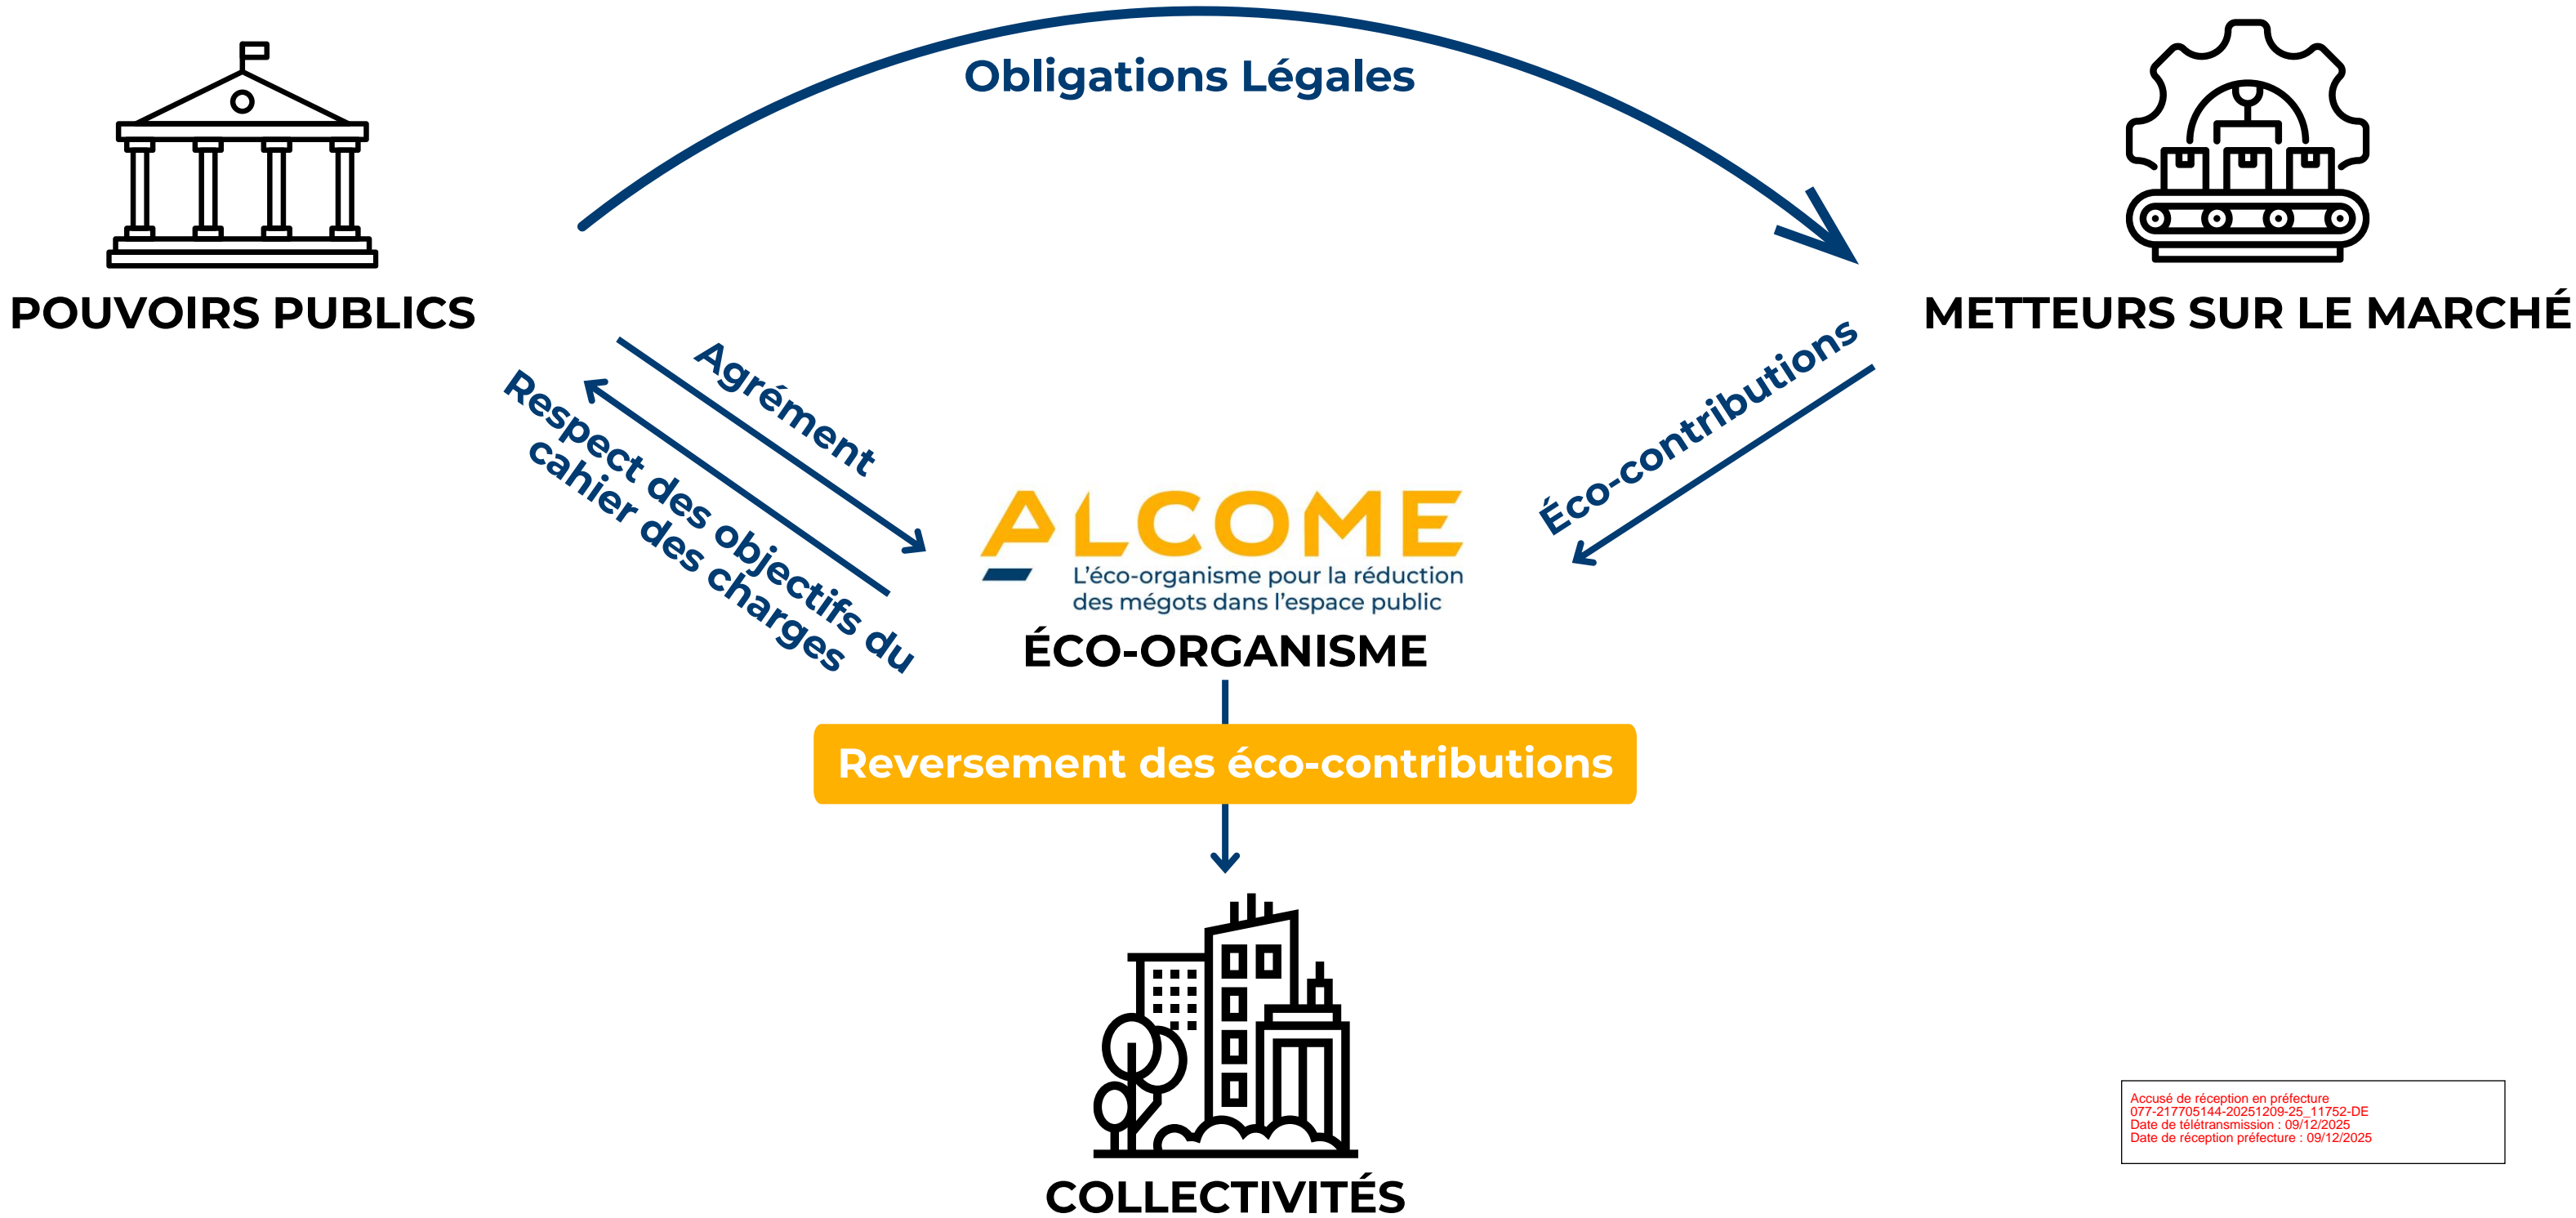 Obligations Légales
POUVOIRS PUBLICS
METTEURS SUR LE MARCHÉ
Agrément
Respect des objectifs du
cahier des charges
Éco-contributions
ALCOME
L'éco-organisme pour la réduction
des mégots dans l'espace public
ÉCO-ORGANISME
Reversement des éco-contributions
COLLECTIVITÉS
Accusé de réception en préfecture
077-217705144-20251209-25_11752-DE
Date de télétransmission : 09/12/2025
Date de réception préfecture : 09/12/2025